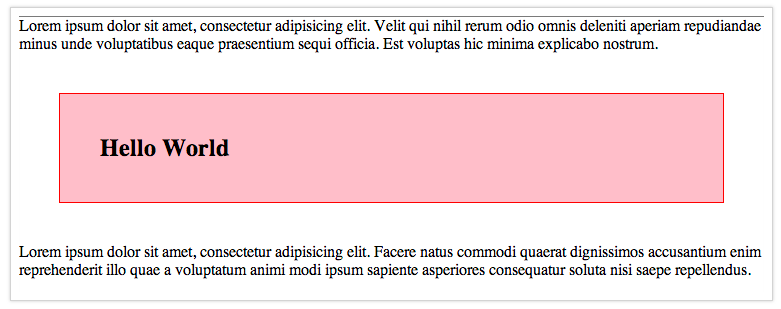 Lorem ipsum dolor sit amet, consectetur adipisicing elit. Velit qui nihil rerum odio omnis deleniti aperiam repudiandae
minus unde voluptatibus eaque praesentium sequi officia. Est voluptas hic minima explicabo nostrum.
Hello World
Lorem ipsum dolor sit amet, consectetur adipisicing elit. Facere natus commodi quaerat dignissimos accusantium enim
reprehenderit illo quae a voluptatum animi modi ipsum sapiente asperiores consequatur soluta nisi saepe repellendus.